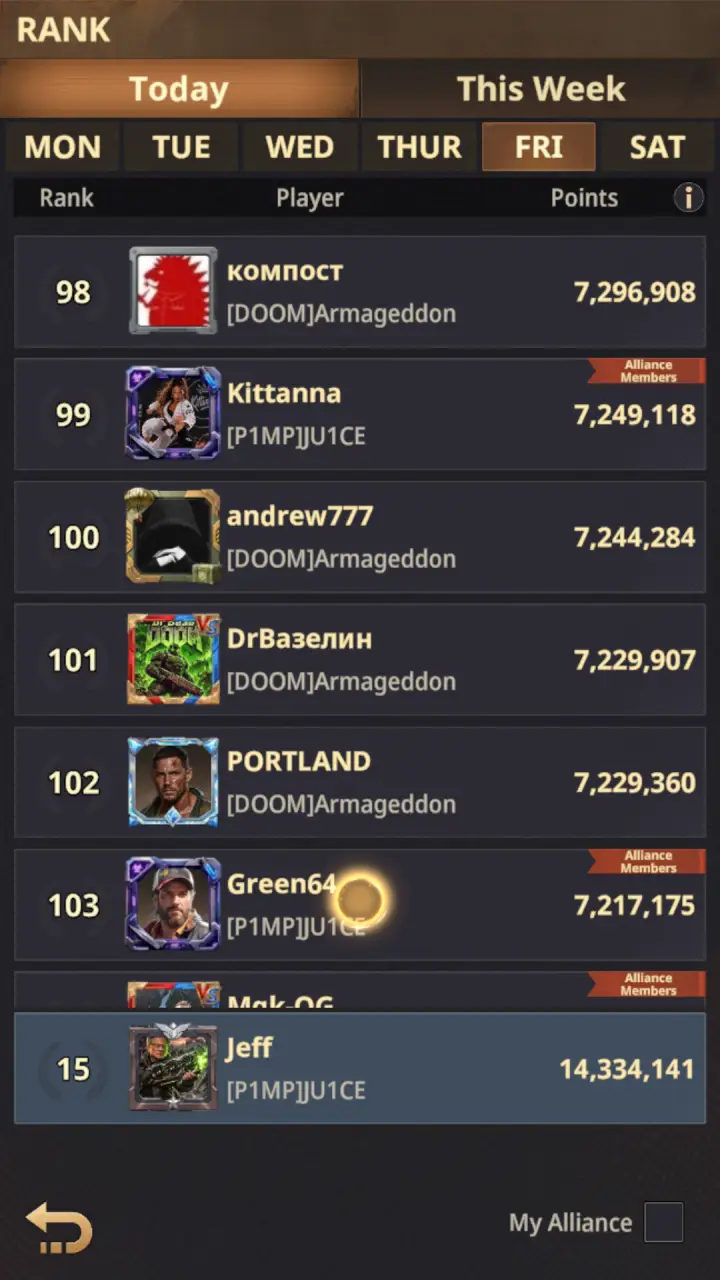 RANK
Today
This Week
MON TUE WED THUR FRI SAT
Rank Player Points
98 компост 7,296,908
[DOOM]Armageddon
Alliance Members
99 Kittanna 7,249,118
[P1MP]JU1CE
100 andrew777 7,244,284
[DOOM]Armageddon
101 DrВазелин 7,229,907
[DOOM]Armageddon
102 PORTLAND 7,229,360
[DOOM]Armageddon
Alliance Members
103 Green64 7,217,175
[P1MP]JU1CE
Alliance Members
Mgk-OG
15 Jeff 14,334,141
[P1MP]JU1CE
My Alliance